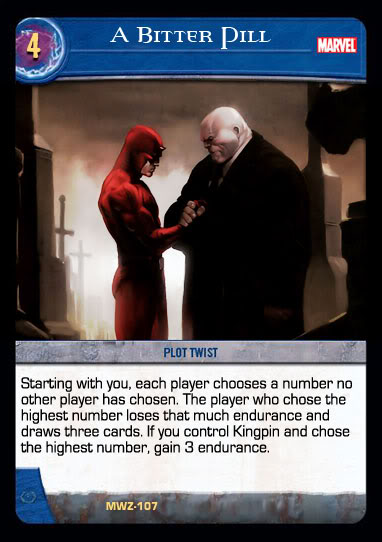 4
A Bitter Pill
MARVEL
PLOT TWIST
Starting with you, each player chooses a number no
other player has chosen. The player who chose the
highest number loses that much endurance and
draws three cards. If you control Kingpin and chose
the highest number, gain 3 endurance.
MWZ-107